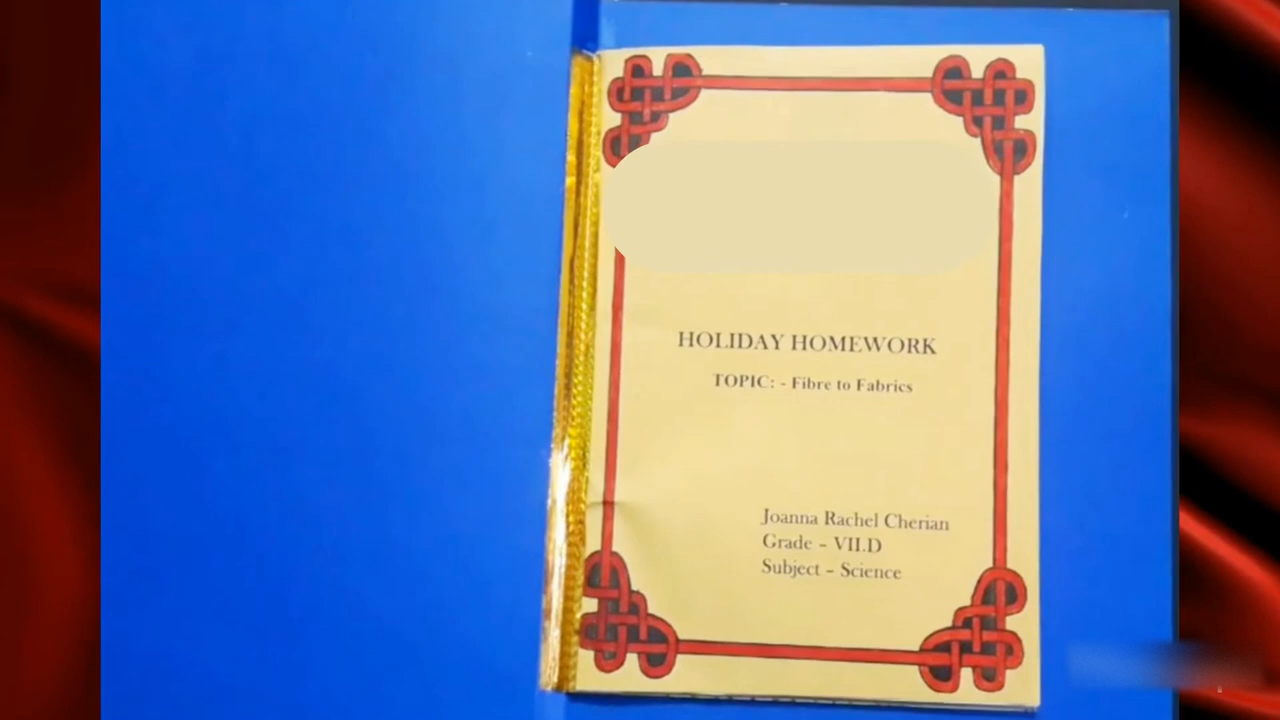 HOLIDAY HOMEWORK
TOPIC: - Fibre to Fabrics
Joanna Rachel Cherian
Grade – VII.D
Subject – Science